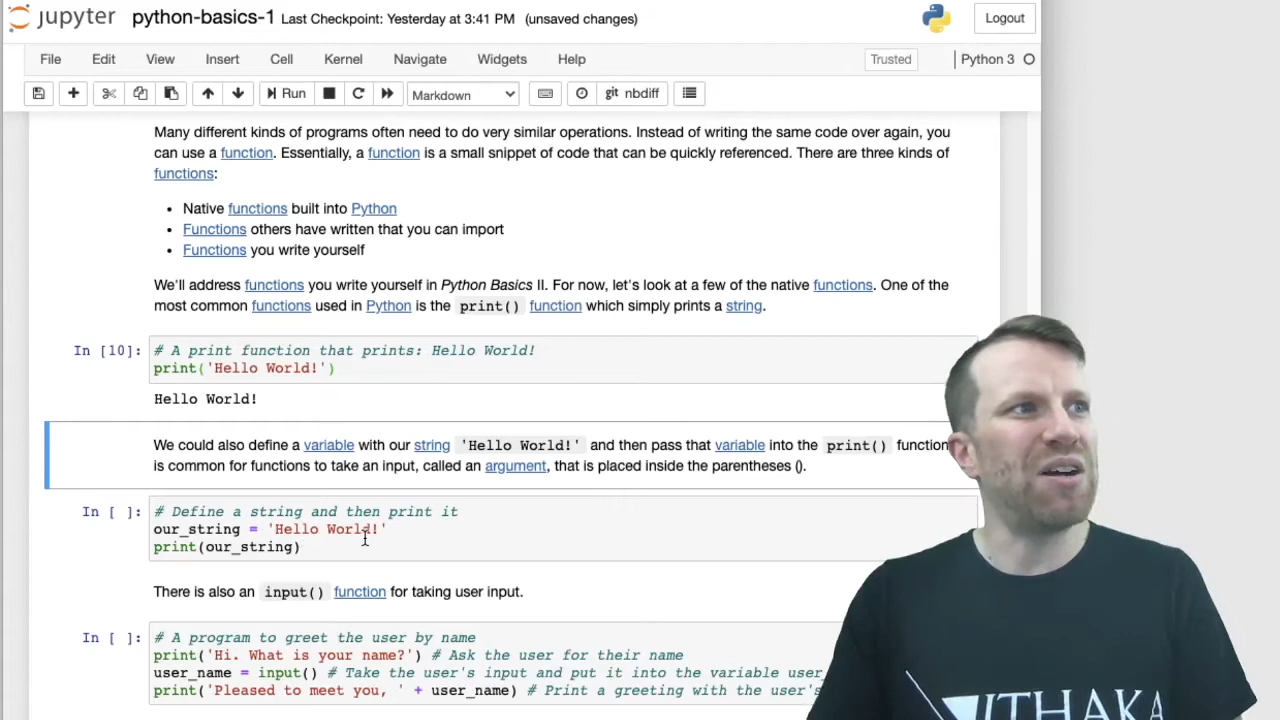 jupyter python-basics-1 Last Checkpoint: Yesterday at 3:41 PM (unsaved changes) Logout
File Edit View Insert Cell Kernel Navigate Widgets Help Trusted Python 3
Run Markdown git nbdiff
Many different kinds of programs often need to do very similar operations. Instead of writing the same code over again, you
can use a function. Essentially, a function is a small snippet of code that can be quickly referenced. There are three kinds of
functions:
• Native functions built into Python
• Functions others have written that you can import
• Functions you write yourself
We'll address functions you write yourself in Python Basics II. For now, let's look at a few of the native functions. One of the
most common functions used in Python is the print() function which simply prints a string.
In [10]: # A print function that prints: Hello World!
print('Hello World!')
Hello World!
We could also define a variable with our string 'Hello World!' and then pass that variable into the print() function
is common for functions to take an input, called an argument, that is placed inside the parentheses ().
In [ ]: # Define a string and then print it
our_string = 'Hello World!'
print(our_string)
There is also an input() function for taking user input.
In [ ]: # A program to greet the user by name
print('Hi. What is your name?') # Ask the user for their name
user_name = input() # Take the user's input and put it into the variable user_
print('Pleased to meet you, ' + user_name) # Print a greeting with the user's
ITHAKA